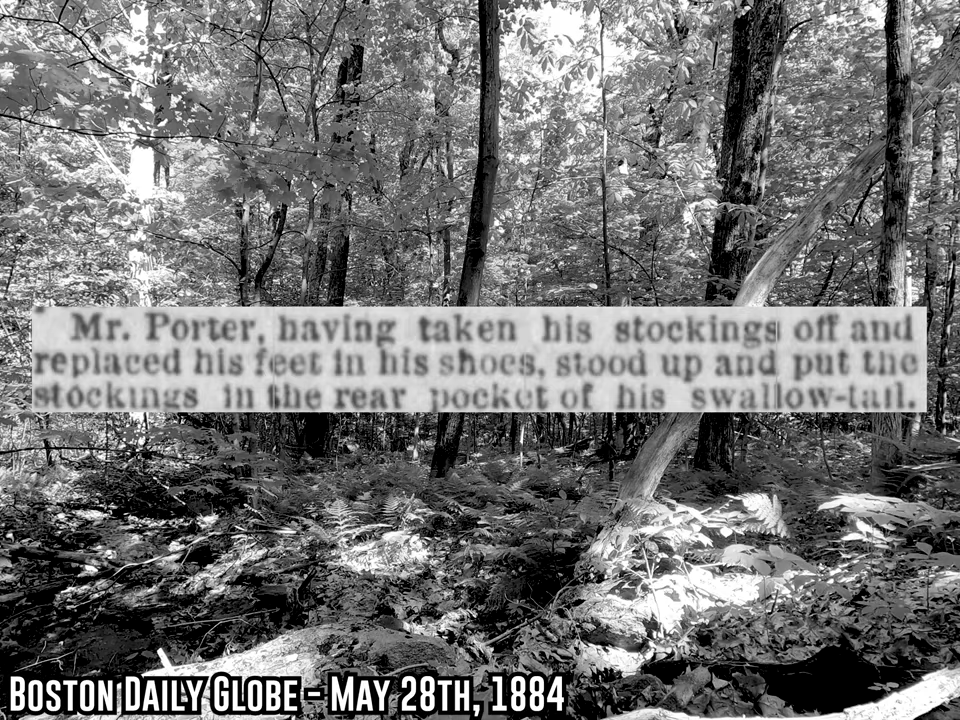 Mr. Porter, having taken his stockings off and
replaced his feet in his shoes, stood up and put the
stockings in the rear pocket of his swallow-tail.
BOSTON DAILY GLOBE - MAY 28TH, 1884